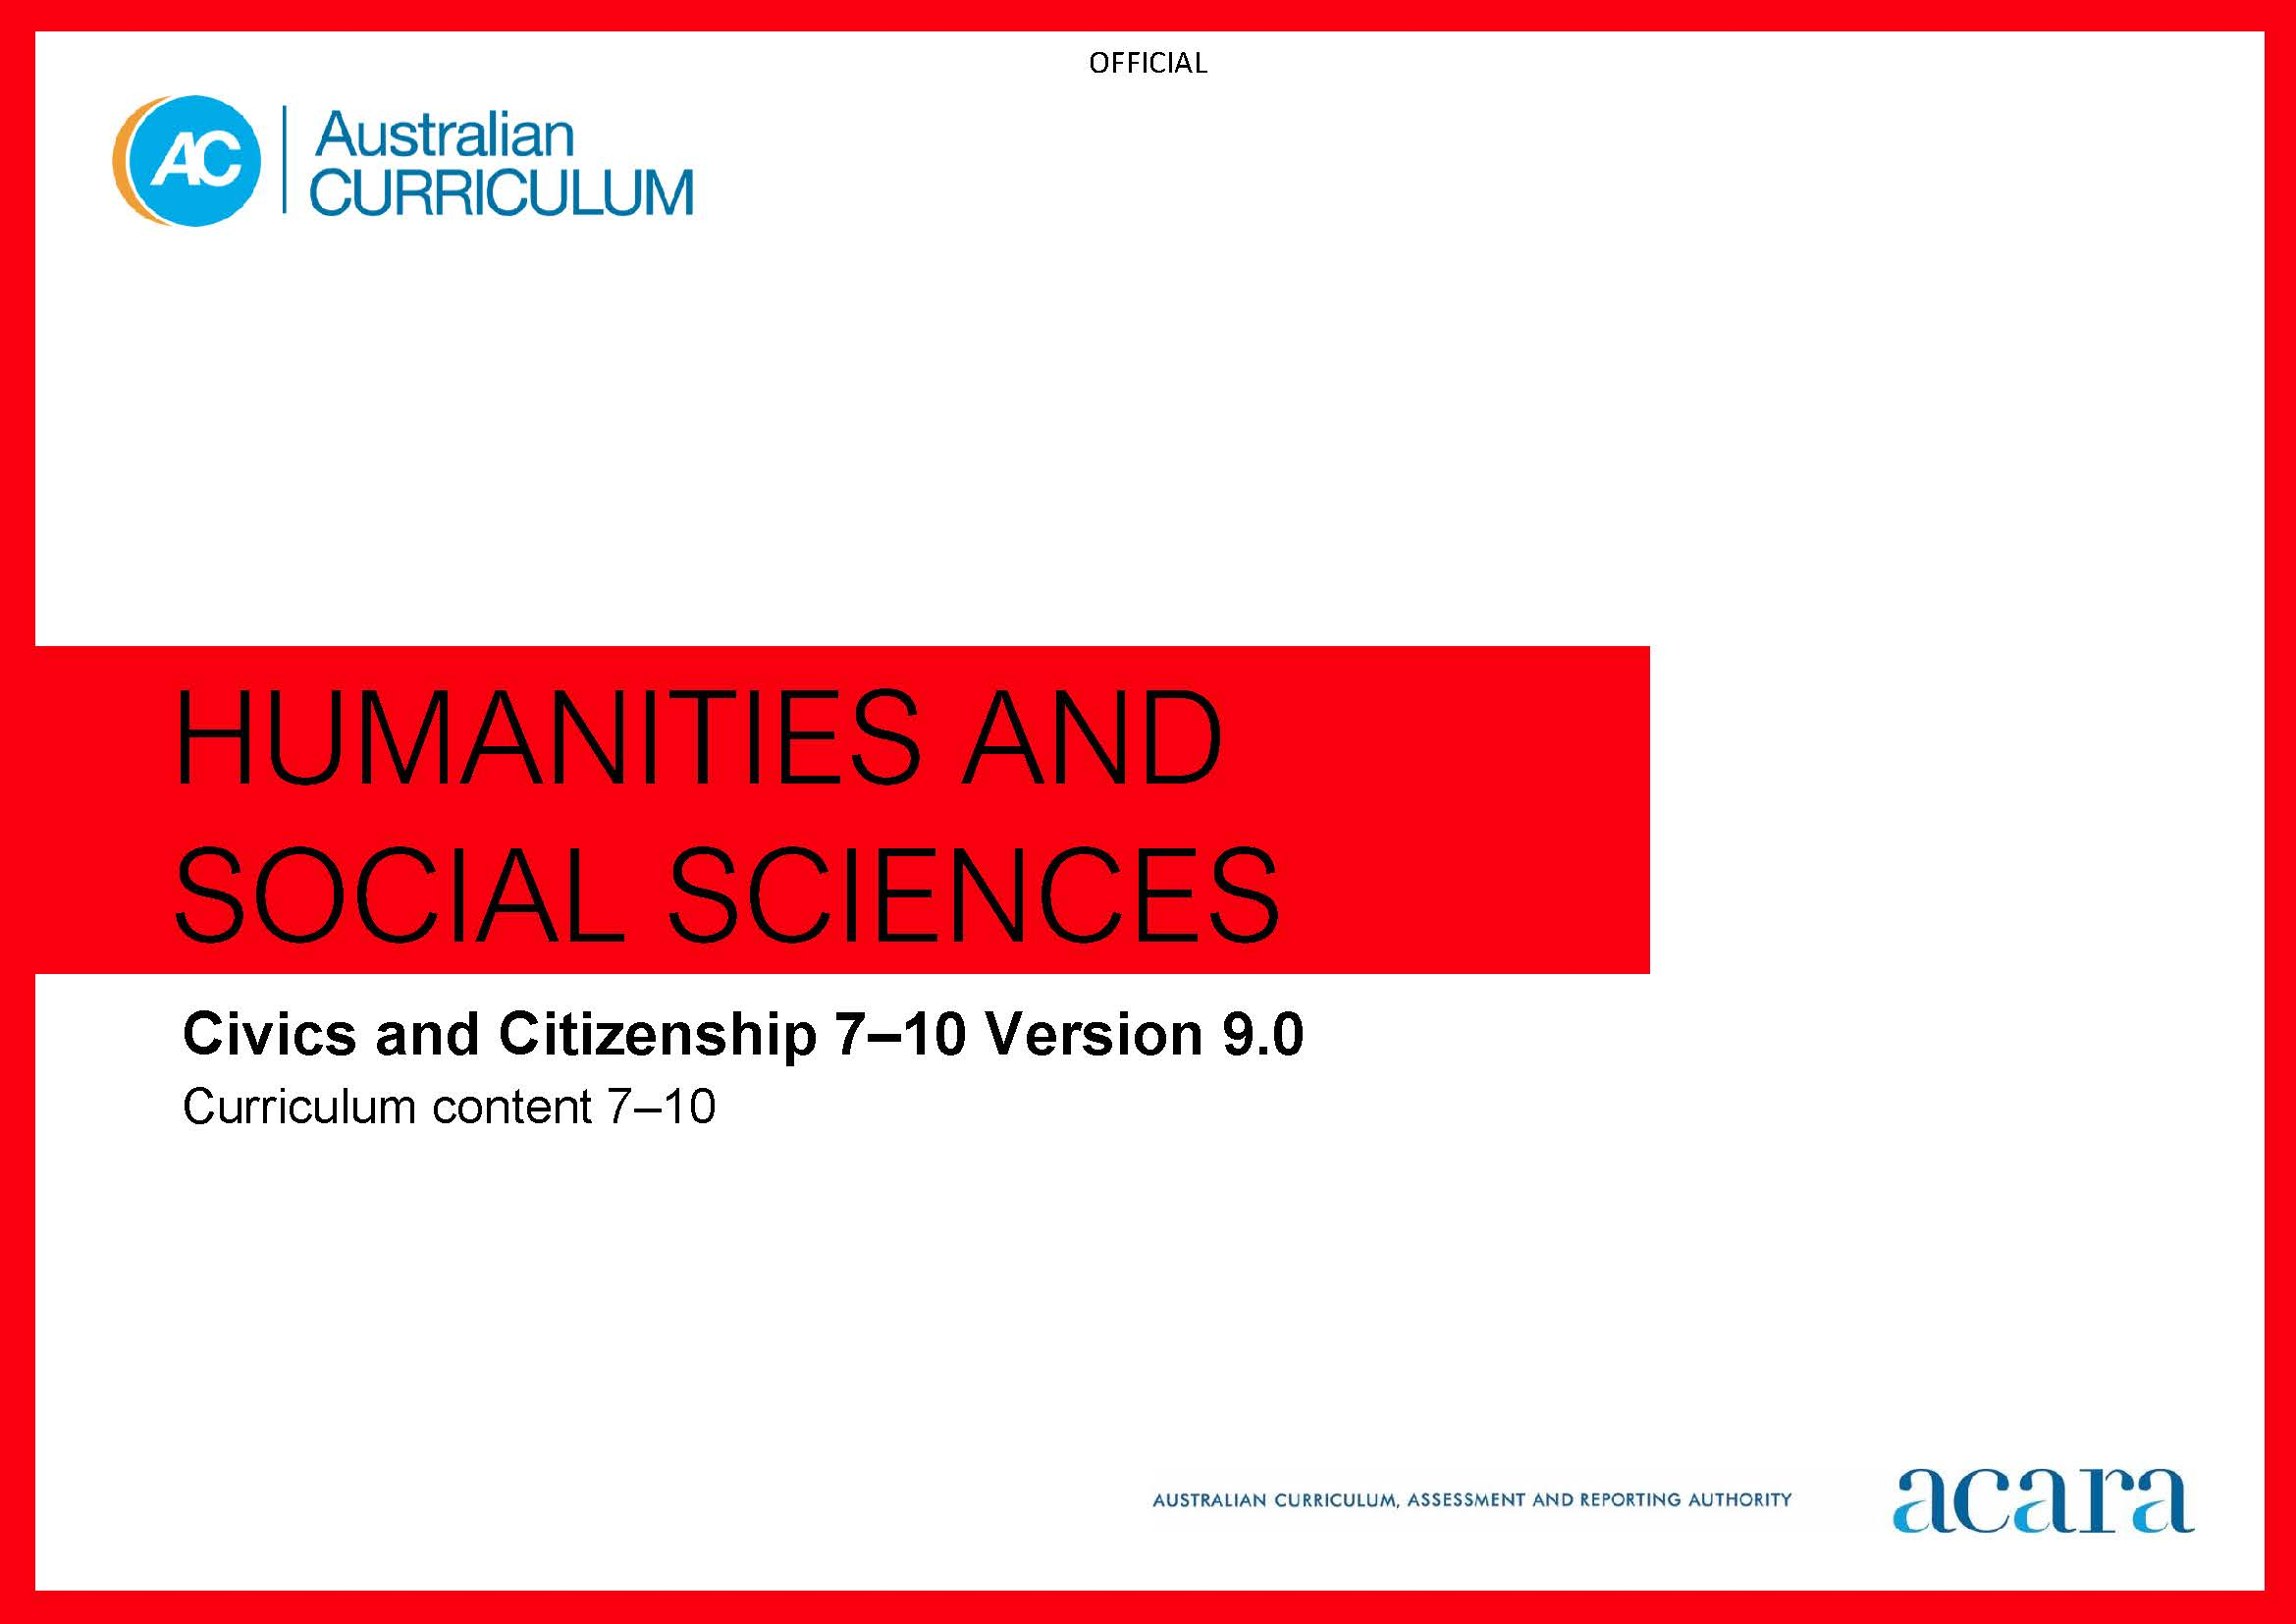 OFFICIAL
AC
Australian
CURRICULUM
HUMANITIES AND
SOCIAL SCIENCES
Civics and Citizenship 7–10 Version 9.0
Curriculum content 7–10
AUSTRALIAN CURRICULUM, ASSESSMENT AND REPORTING AUTHORITY
acara